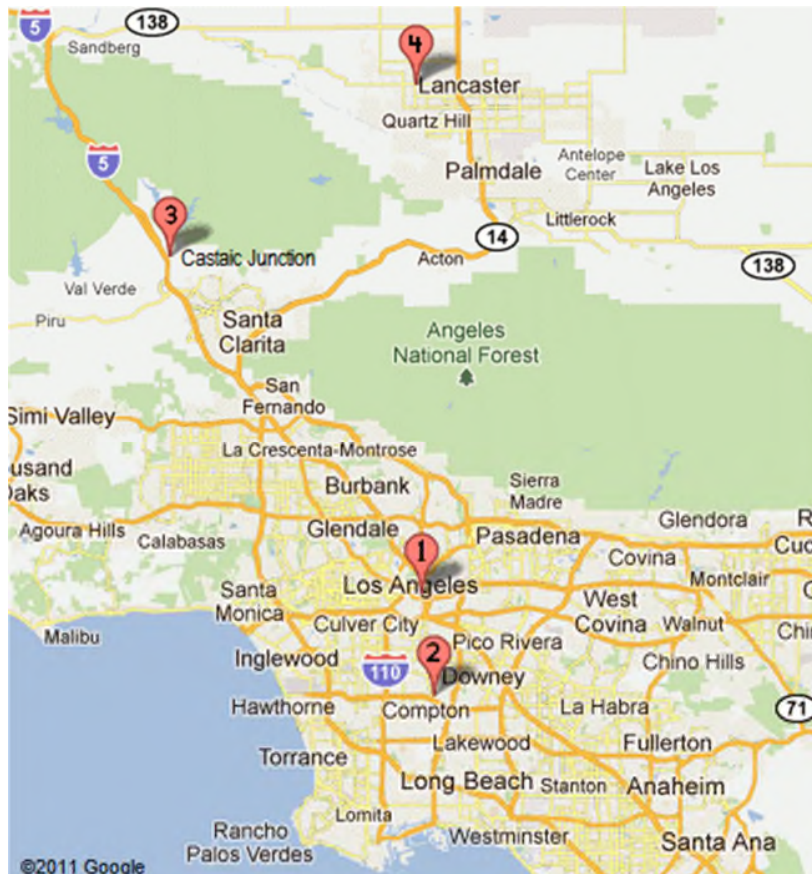 5
138
Sandberg
4
Lancaster
Quartz Hill
5
Palmdale
Antelope
Center
Lake Los
Angeles
3
Littlerock
14
Castaic Junction
Acton
138
Val Verde
Piru
Santa
Clarita
Angeles
National Forest
San
Fernando
Simi Valley
La Crescenta-Montrose
usand
Oaks
Burbank
Sierra
Madre
Glendora
R
Agoura Hills
Glendale
Pasadena
Calabasas
1
Covina
Cuc
Los Angeles
Montclair
C
Santa
Monica
West
Covina
Culver City
Walnut
Chin
Malibu
Pico Rivera
Inglewood
2
110
Downey
Chino Hills
Hawthorne
Compton
La Habra
71
Torrance
Lakewood
Fullerton
Long Beach
Stanton
Anaheim
Lomita
Rancho
Palos Verdes
Westminster
Santa Ana
©2011 Google